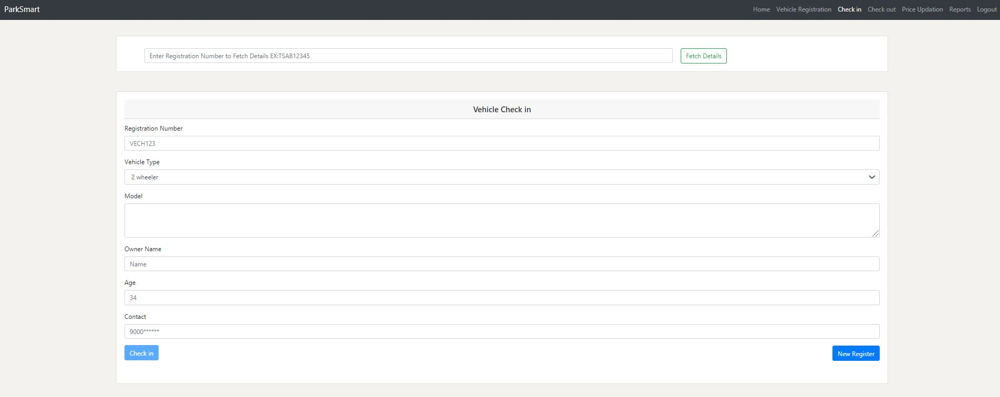 ParkSmart Home Vehicle Registration Check in Check out Price Updation Reports Logout
Enter Registration Number to Fetch Details EX:TSAB12345 Fetch Details
Vehicle Check in
Registration Number
VECH123
Vehicle Type
2 wheeler
Model
Owner Name
Name
Age
34
Contact
9000******
Check in New Register